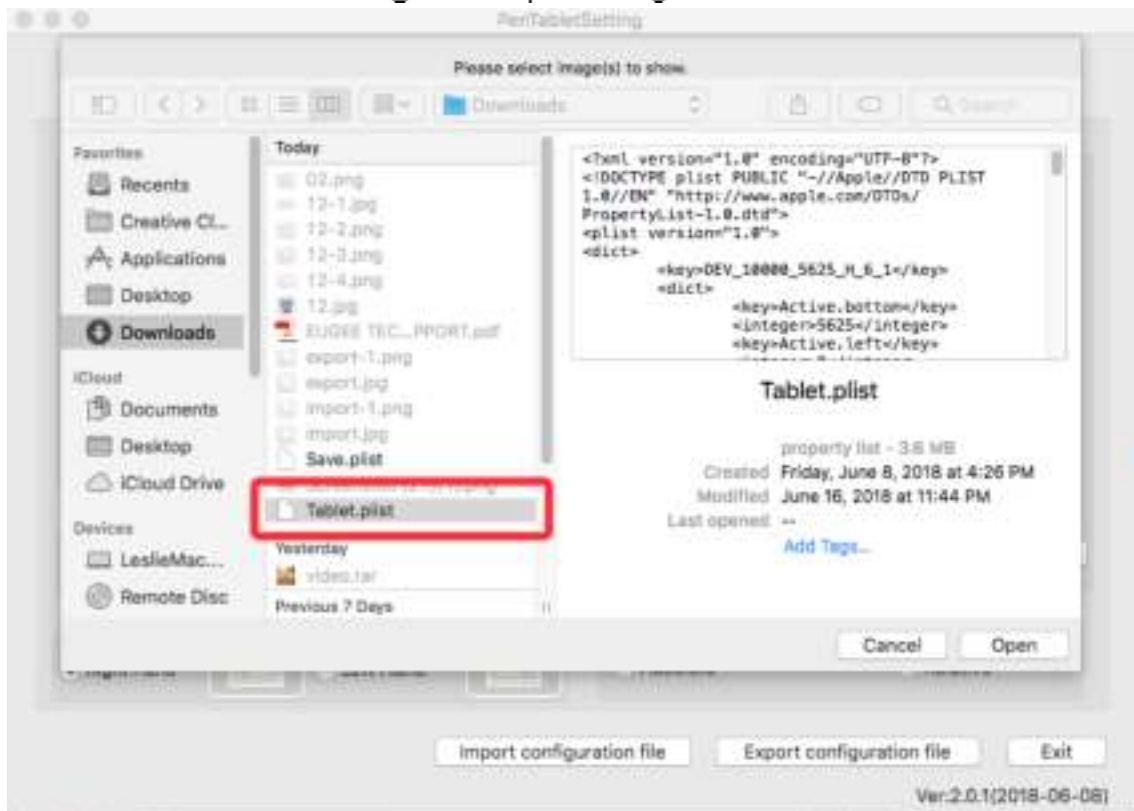 PenTabletSetting
Please select image(s) to show.
Downloads
Search
Favorites
Recents
Creative Cl...
Applications
Desktop
Downloads
iCloud
Documents
Desktop
iCloud Drive
Devices
LeslieMac...
Remote Disc
Today
02.png
12-1.jpg
12-2.png
12-3.png
12-4.png
12.jpg
EUGEE TEC...PPORT.pdf
export-1.png
export.jpg
import-1.png
import.jpg
Save.plist
Tablet.plist
Yesterday
video.rar
Previous 7 Days
<?xml version="1.0" encoding="UTF-8"?>
<!DOCTYPE plist PUBLIC "-//Apple//DTD PLIST
1.0//EN" "http://www.apple.com/DTDs/
PropertyList-1.0.dtd">
<plist version="1.0">
<dict>
<key>DEV_10000_5625_H_6_1</key>
<dict>
<key>Active.bottom</key>
<integer>5625</integer>
<key>Active.left</key>
Tablet.plist
property list - 3.6 MB
Created Friday, June 8, 2018 at 4:26 PM
Modified June 16, 2018 at 11:44 PM
Last opened --
Add Tags...
Cancel
Open
Import configuration file
Export configuration file
Exit
Ver:2.0.1(2018-06-08)